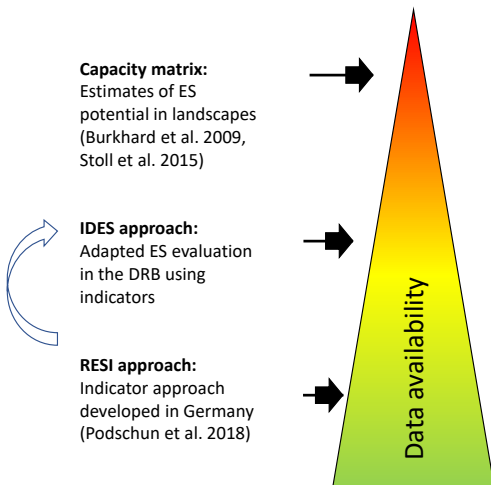 Capacity matrix:
Estimates of ES
potential in landscapes
(Burkhard et al. 2009,
Stoll et al. 2015)
IDES approach:
Adapted ES evaluation
in the DRB using
indicators
RESI approach:
Indicator approach
developed in Germany
(Podschun et al. 2018)
Data availability